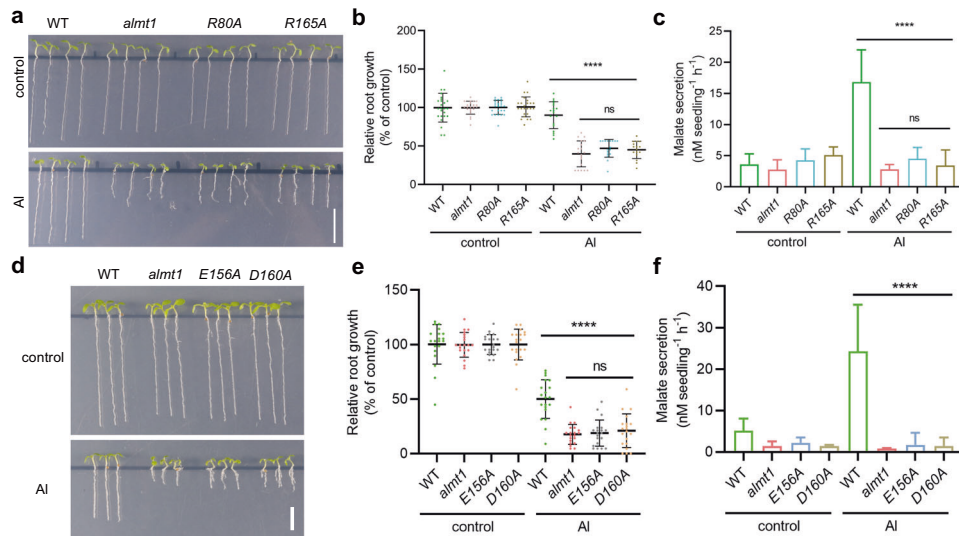 a
WT almt1 R80A R165A
control
Al
b
Relative root growth
(% of control)
200
150
100
50
0
****
ns
WT almt1 R80A R165A WT almt1 R80A R165A
control Al
c
Malate secretion
(nM seedling-1 h-1)
25
20
15
10
5
0
****
ns
WT almt1 R80A R165A WT almt1 R80A R165A
control Al
d
WT almt1 E156A D160A
control
Al
e
Relative root growth
(% of control)
150
100
50
0
****
ns
WT almt1 E156A D160A WT almt1 E156A D160A
control Al
f
Malate secretion
(nM seedling-1 h-1)
40
30
20
10
0
****
WT almt1 E156A D160A WT almt1 E156A D160A
control Al